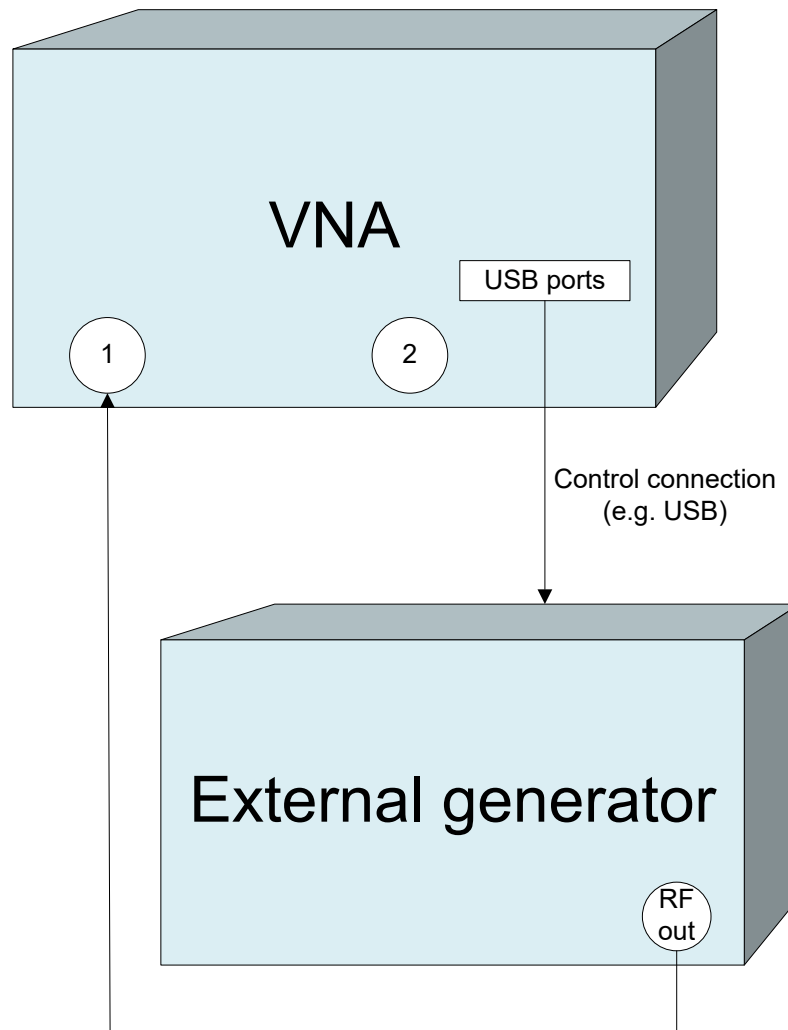 VNA
USB ports
1
2
Control connection
(e.g. USB)
External generator
RF
out